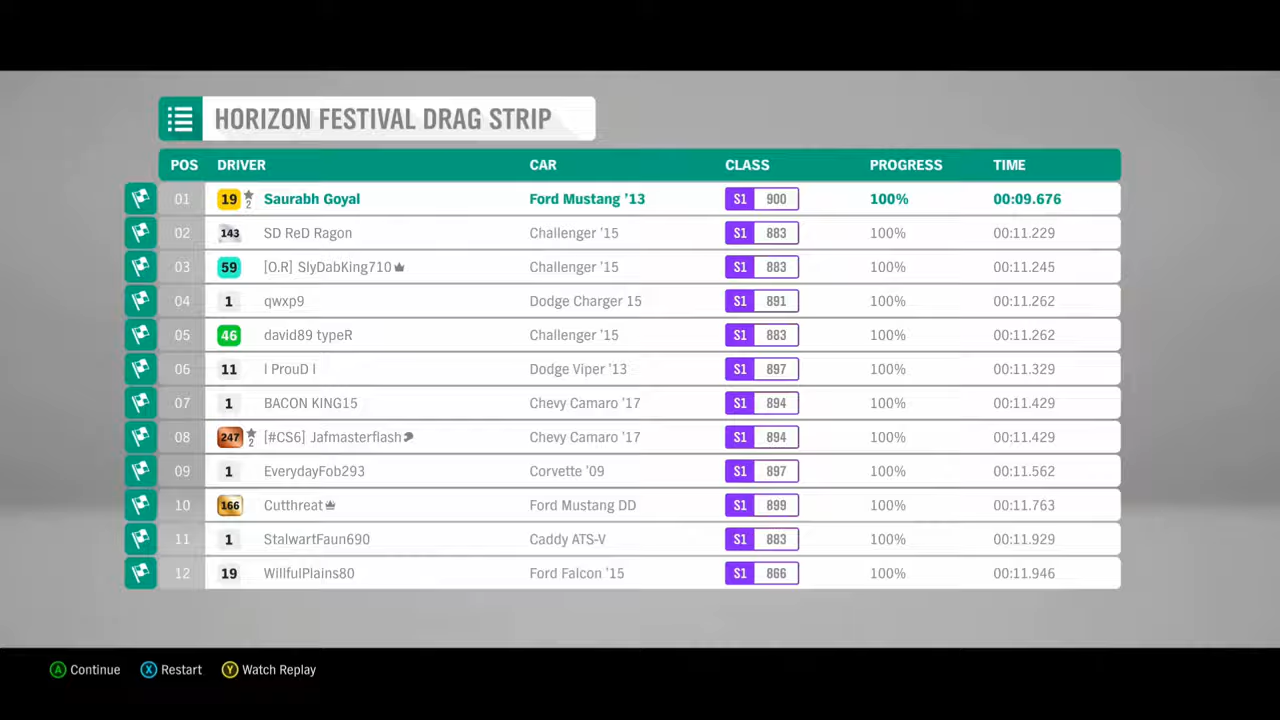 HORIZON FESTIVAL DRAG STRIP
POS DRIVER CAR CLASS PROGRESS TIME
01 19 2 Saurabh Goyal Ford Mustang '13 S1 900 100% 00:09.676
02 143 SD ReD Ragon Challenger '15 S1 883 100% 00:11.229
03 59 [O.R] SlyDabKing710 Challenger '15 S1 883 100% 00:11.245
04 1 qwxp9 Dodge Charger 15 S1 891 100% 00:11.262
05 46 david89 typeR Challenger '15 S1 883 100% 00:11.262
06 11 I ProuD I Dodge Viper '13 S1 897 100% 00:11.329
07 1 BACON KING15 Chevy Camaro '17 S1 894 100% 00:11.429
08 247 2 [#CS6] Jafmasterflash Chevy Camaro '17 S1 894 100% 00:11.429
09 1 EverydayFob293 Corvette '09 S1 897 100% 00:11.562
10 166 Cutthreat Ford Mustang DD S1 899 100% 00:11.763
11 1 StalwartFaun690 Caddy ATS-V S1 883 100% 00:11.929
12 19 WillfulPlains80 Ford Falcon '15 S1 866 100% 00:11.946
A Continue X Restart Y Watch Replay